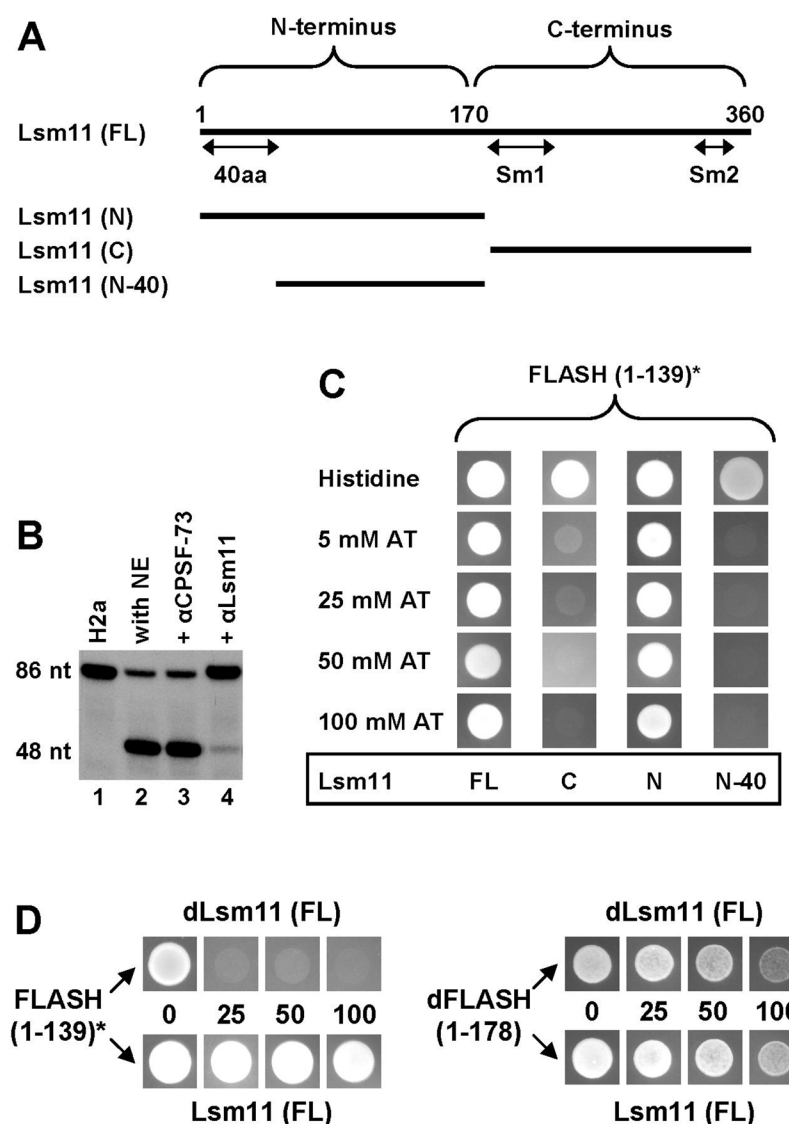 A
N-terminus C-terminus
1 170 360
Lsm11 (FL)
40aa Sm1 Sm2
Lsm11 (N)
Lsm11 (C)
Lsm11 (N-40)
B
H2a
with NE
+ αCPSF-73
+ αLsm11
86 nt
48 nt
1 2 3 4
C
FLASH (1-139)*
Histidine
5 mM AT
25 mM AT
50 mM AT
100 mM AT
Lsm11 FL C N N-40
D
dLsm11 (FL)
FLASH
(1-139)*
0 25 50 100
Lsm11 (FL)
dLsm11 (FL)
dFLASH
(1-178)
0 25 50 100
Lsm11 (FL)